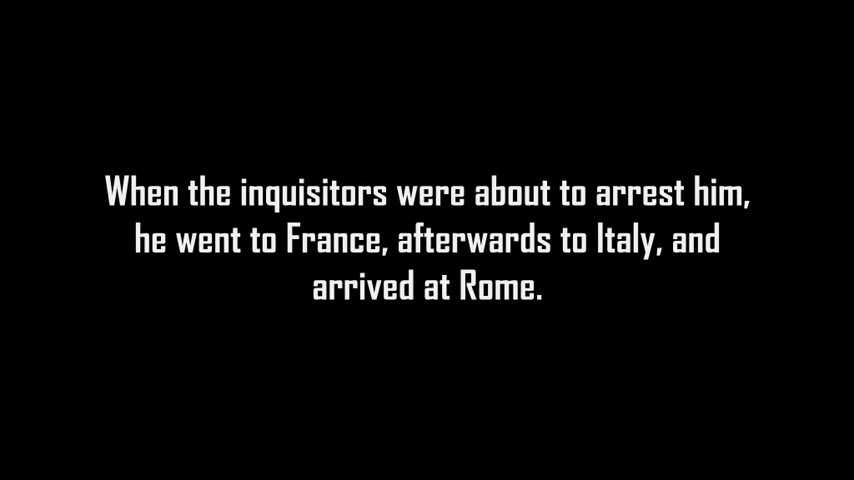 When the inquisitors were about to arrest him,
he went to France, afterwards to Italy, and
arrived at Rome.